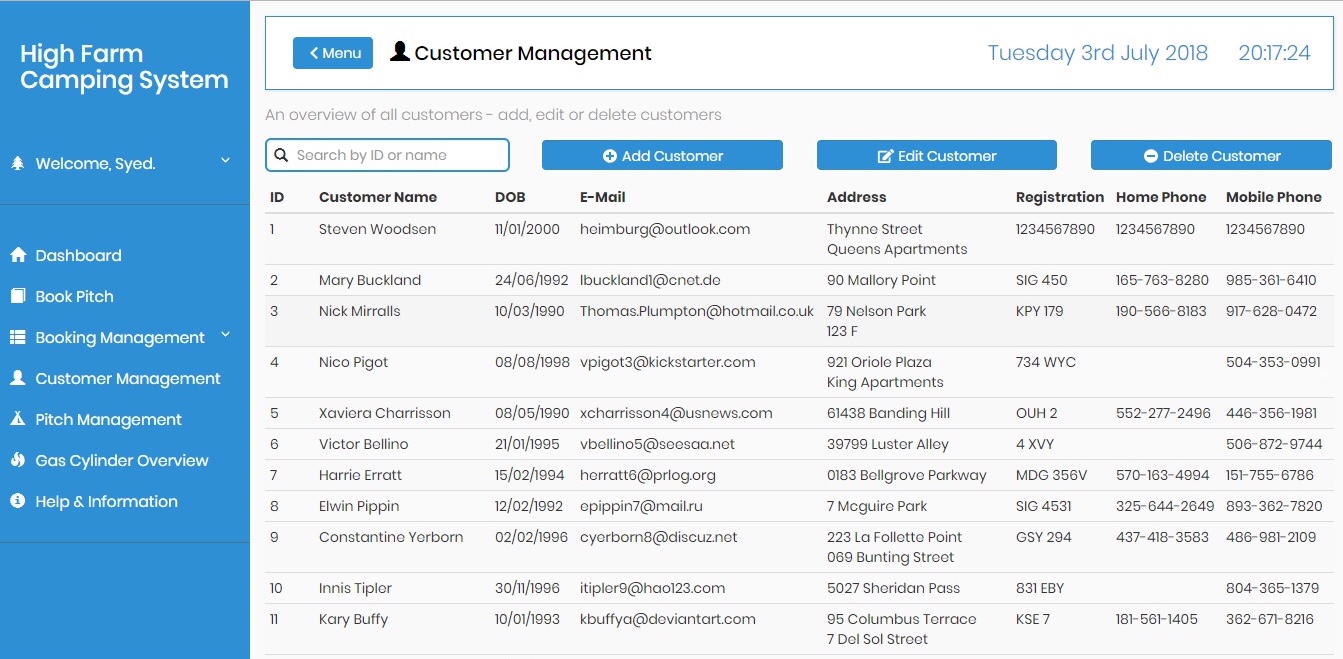 High Farm
Camping System
Welcome, Syed.
Dashboard
Book Pitch
Booking Management
Customer Management
Pitch Management
Gas Cylinder Overview
Help & Information
Menu Customer Management Tuesday 3rd July 2018 20:17:24
An overview of all customers - add, edit or delete customers
Search by ID or name Add Customer Edit Customer Delete Customer
ID Customer Name DOB E-Mail Address Registration Home Phone Mobile Phone
1 Steven Woodsen 11/01/2000 heimburg@outlook.com Thynne Street 1234567890 1234567890 1234567890
Queens Apartments
2 Mary Buckland 24/06/1992 lbuckland1@cnet.de 90 Mallory Point SIG 450 165-763-8280 985-361-6410
3 Nick Mirralls 10/03/1990 Thomas.Plumpton@hotmail.co.uk 79 Nelson Park KPY 179 190-566-8183 917-628-0472
123 F
4 Nico Pigot 08/08/1998 vpigot3@kickstarter.com 921 Oriole Plaza 734 WYC 504-353-0991
King Apartments
5 Xaviera Charrisson 08/05/1990 xcharrisson4@usnews.com 61438 Banding Hill OUH 2 552-277-2496 446-356-1981
6 Victor Bellino 21/01/1995 vbellino5@seesaa.net 39799 Luster Alley 4 XVY 506-872-9744
7 Harrie Erratt 15/02/1994 herratt6@prlog.org 0183 Bellgrove Parkway MDG 356V 570-163-4994 151-755-6786
8 Elwin Pippin 12/02/1992 epippin7@mail.ru 7 Mcguire Park SIG 4531 325-644-2649 893-362-7820
9 Constantine Yerborn 02/02/1996 cyerborn8@discuz.net 223 La Follette Point GSY 294 437-418-3583 486-981-2109
069 Bunting Street
10 Innis Tipler 30/11/1996 itipler9@hao123.com 5027 Sheridan Pass 831 EBY 804-365-1379
11 Kary Buffy 10/01/1993 kbuffya@deviantart.com 95 Columbus Terrace KSE 7 181-561-1405 362-671-8216
7 Del Sol Street